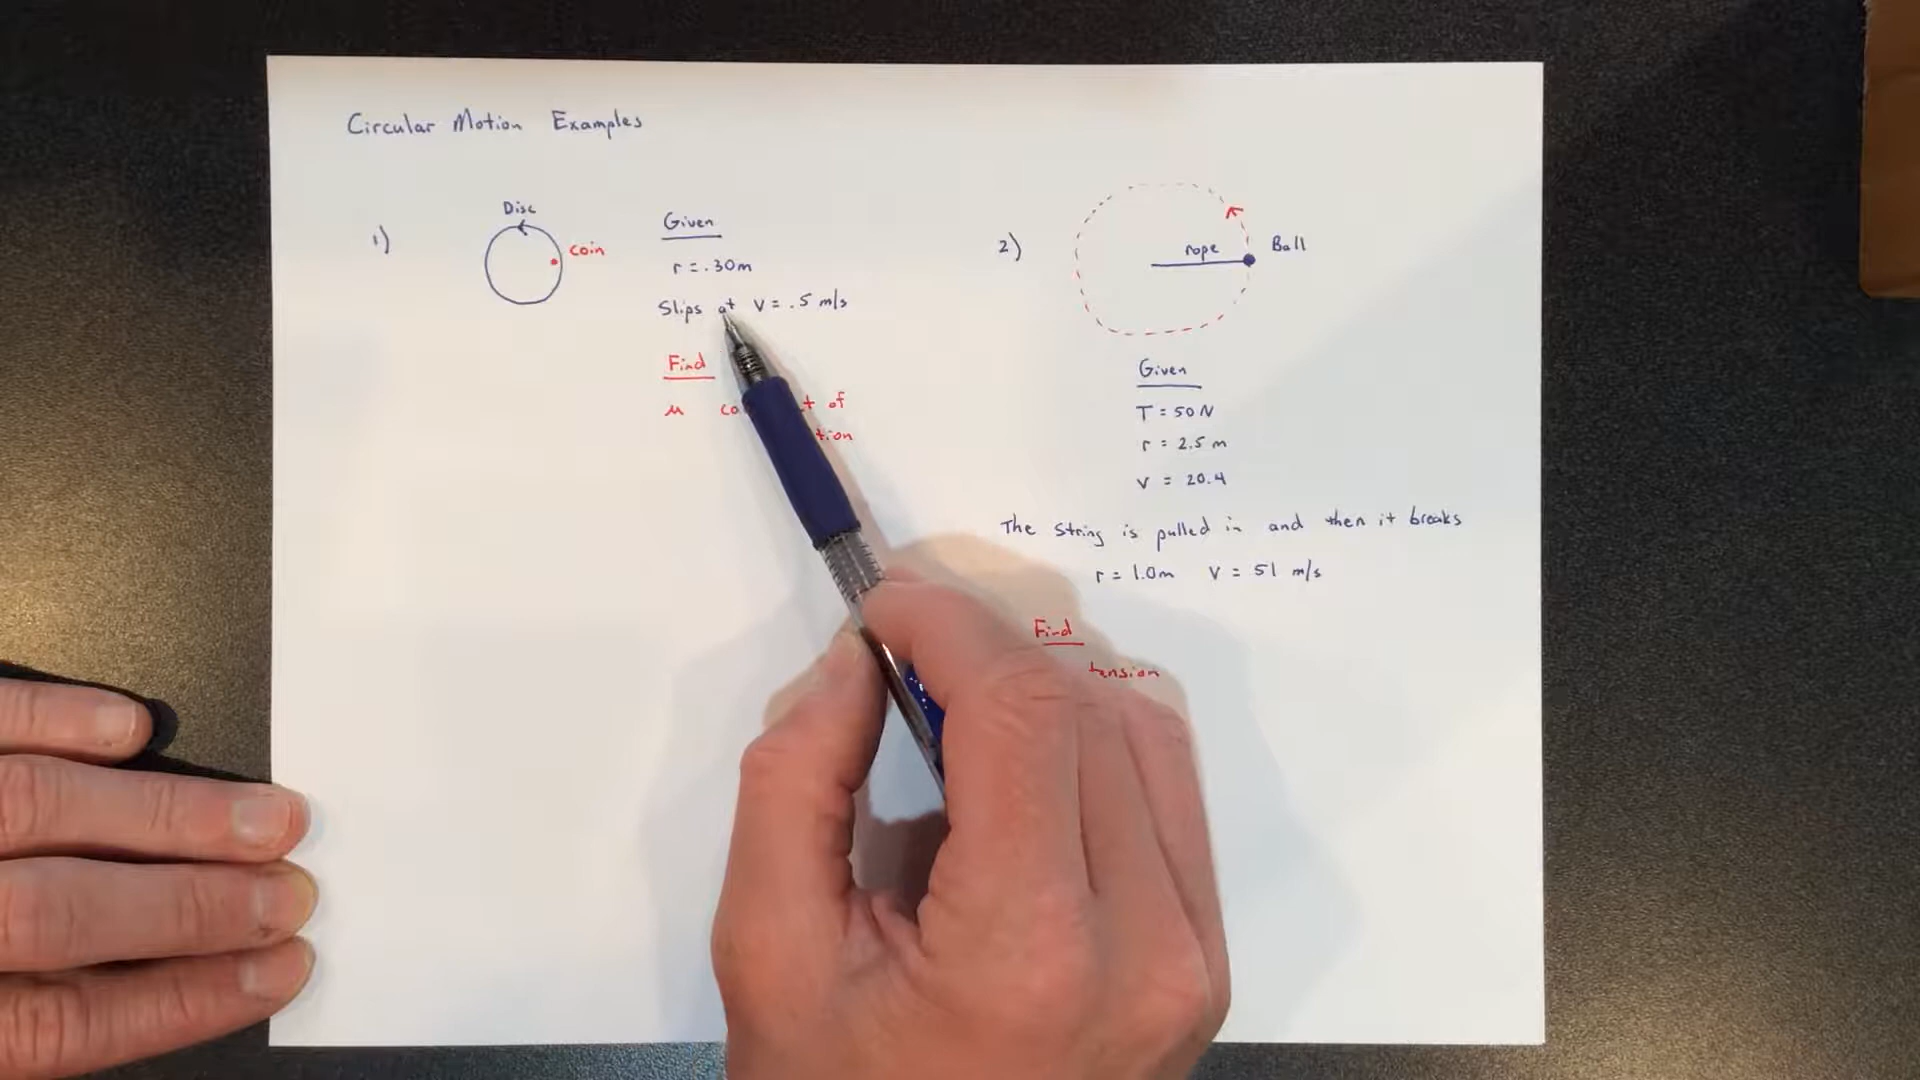 Circular Motion Examples
1)
Disc
coin
Given
r = .30m
Slips at v = .5 m/s
Find
μ of
2)
rope
Ball
Given
T = 50 N
r = 2.5 m
v = 20.4
The string is pulled in and then it breaks
r = 1.0m v = 51 m/s
Find
tension